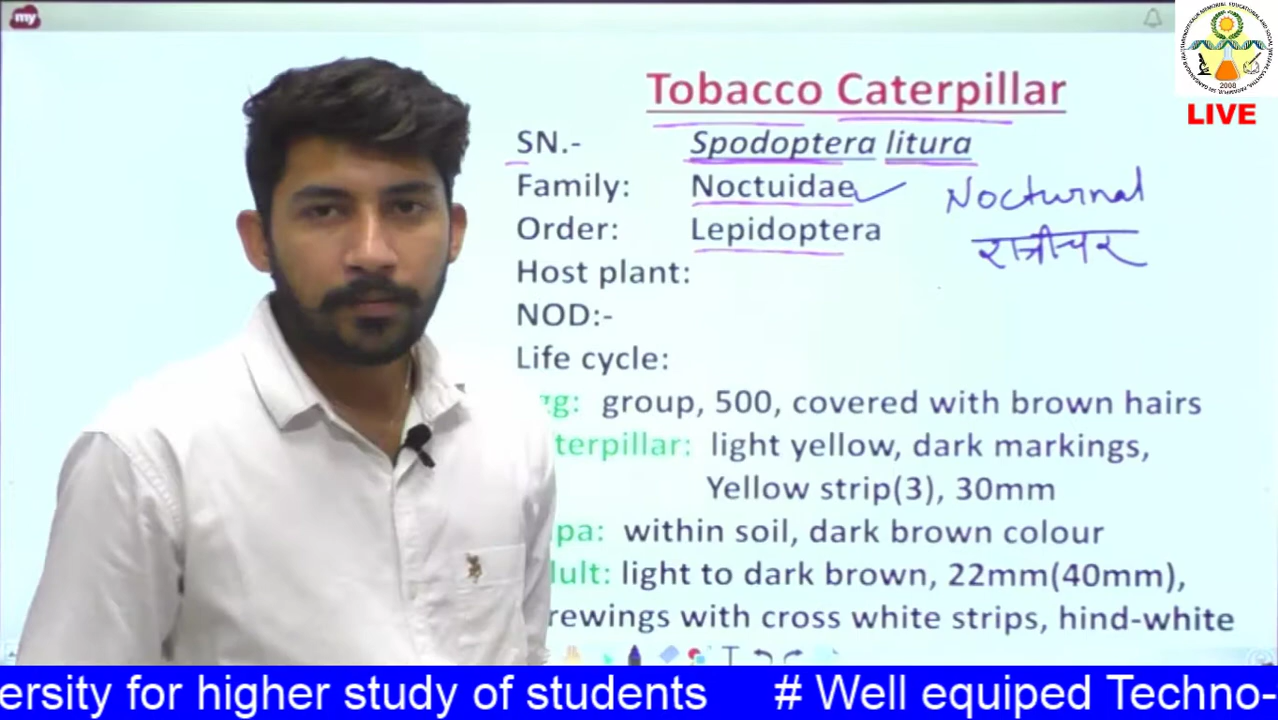 my
Tobacco Caterpillar
SN.- Spodoptera litura
Family: Noctuidae Nocturnal
Order: Lepidoptera रात्रीचर
Host plant:
NOD:-
Life cycle:
gg: group, 500, covered with brown hairs
terpillar: light yellow, dark markings,
Yellow strip(3), 30mm
pa: within soil, dark brown colour
lult: light to dark brown, 22mm(40mm),
rewings with cross white strips, hind-white
2008
LIVE
ersity for higher study of students # Well equiped Techno-